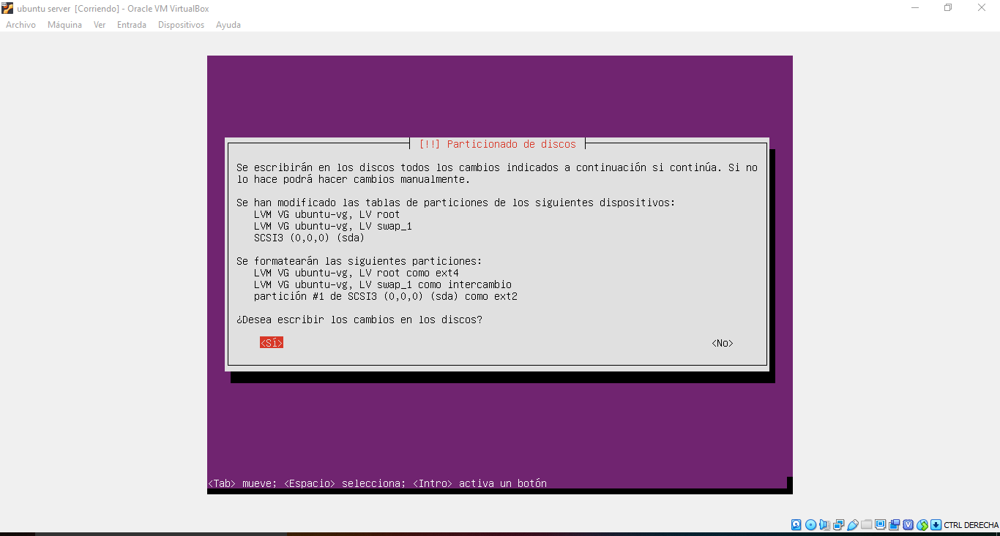 ubuntu server [Corriendo] - Oracle VM VirtualBox
Archivo Máquina Ver Entrada Dispositivos Ayuda
[!!] Particionado de discos
Se escribirán en los discos todos los cambios indicados a continuación si continúa. Si no
lo hace podrá hacer cambios manualmente.
Se han modificado las tablas de particiones de los siguientes dispositivos:
LVM VG ubuntu-vg, LV root
LVM VG ubuntu-vg, LV swap_1
SCSI3 (0,0,0) (sda)
Se formatearán las siguientes particiones:
LVM VG ubuntu-vg, LV root como ext4
LVM VG ubuntu-vg, LV swap_1 como intercambio
partición #1 de SCSI3 (0,0,0) (sda) como ext2
¿Desea escribir los cambios en los discos?
<Sí> <No>
<Tab> mueve; <Espacio> selecciona; <Intro> activa un botón
CTRL DERECHA